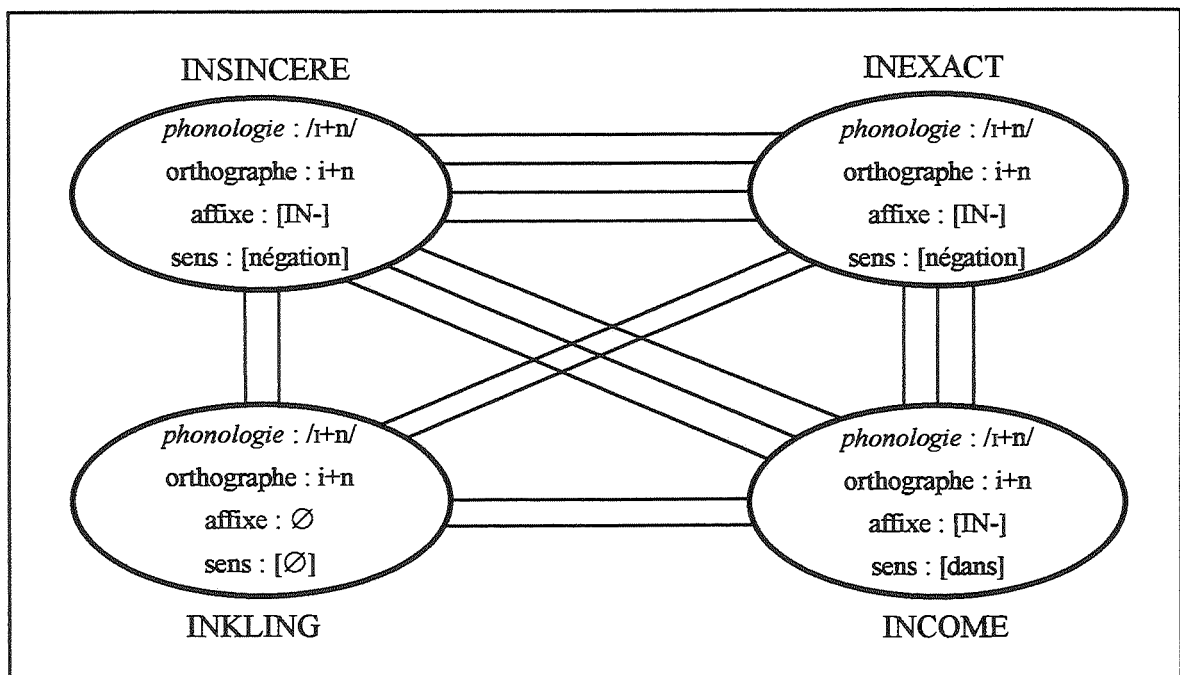 INSINCERE
phonologie : /ɪ+n/
orthographe : i+n
affixe : [IN-]
sens : [négation]
INEXACT
phonologie : /ɪ+n/
orthographe : i+n
affixe : [IN-]
sens : [négation]
phonologie : /ɪ+n/
orthographe : i+n
affixe : ∅
sens : [∅]
INKLING
phonologie : /ɪ+n/
orthographe : i+n
affixe : [IN-]
sens : [dans]
INCOME